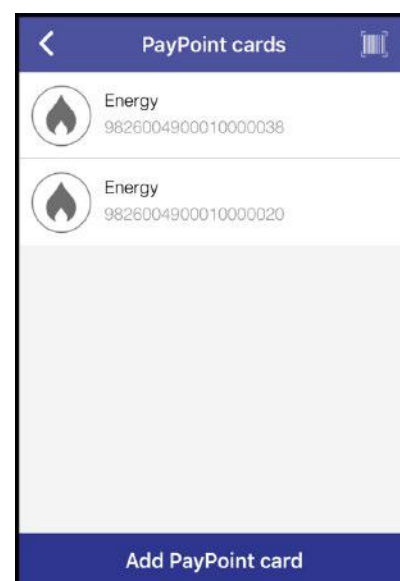 PayPoint cards
Energy
9826004900010000038
Energy
9826004900010000020
Add PayPoint card